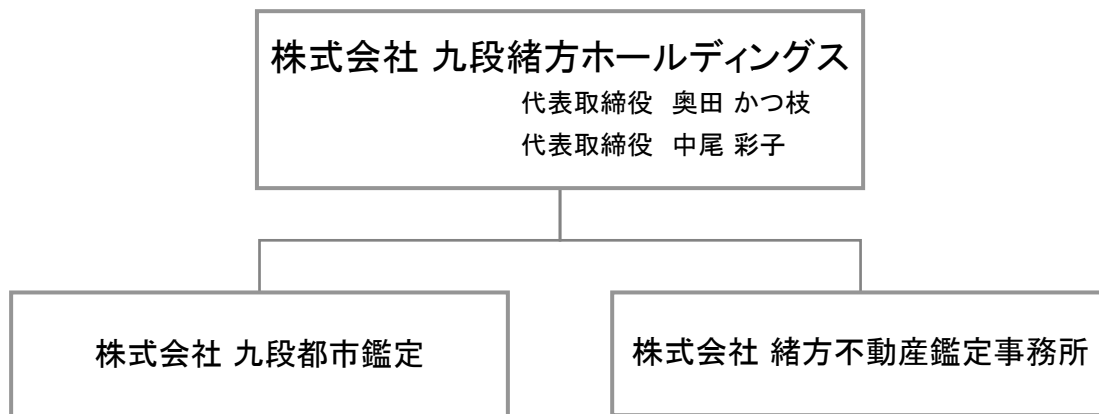 株式会社 九段緒方ホールディングス
代表取締役　奥田 かつ枝
代表取締役　中尾 彩子
株式会社 九段都市鑑定
株式会社 緒方不動産鑑定事務所